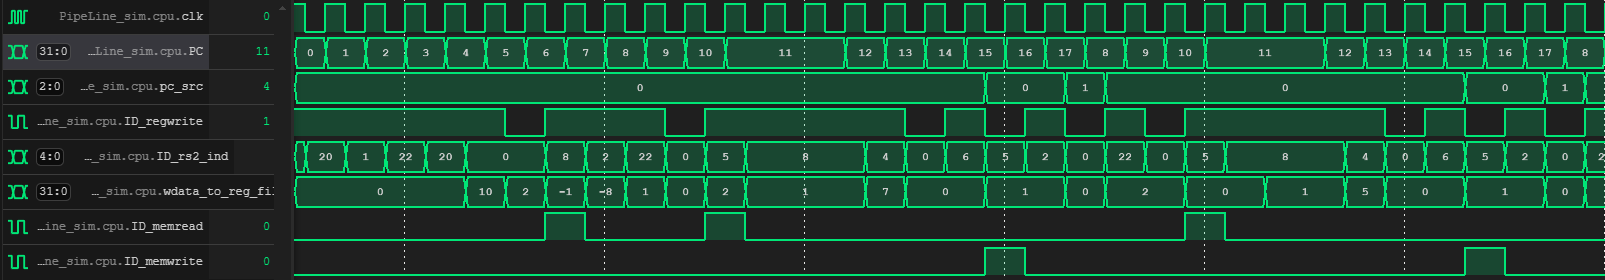 PipeLine_sim.cpu.clk 0
31:0 …Line_sim.cpu.PC 11 0 1 2 3 4 5 6 7 8 9 10 11 12 13 14 15 16 17 8 9 10 11 12 13 14 15 16 17 8
2:0 …e_sim.cpu.pc_src 4 0 0 1 0 0 1
…ne_sim.cpu.ID_regwrite 1
4:0 …_sim.cpu.ID_rs2_ind 20 1 22 20 0 8 2 22 0 5 8 4 0 6 5 2 0 22 0 5 8 4 0 6 5 2 0 2
31:0 …_sim.cpu.wdata_to_reg_fi 0 10 2 -1 -8 1 0 2 1 7 0 1 0 2 0 1 5 0 1 0
…ine_sim.cpu.ID_memread 0
…ne_sim.cpu.ID_memwrite 0